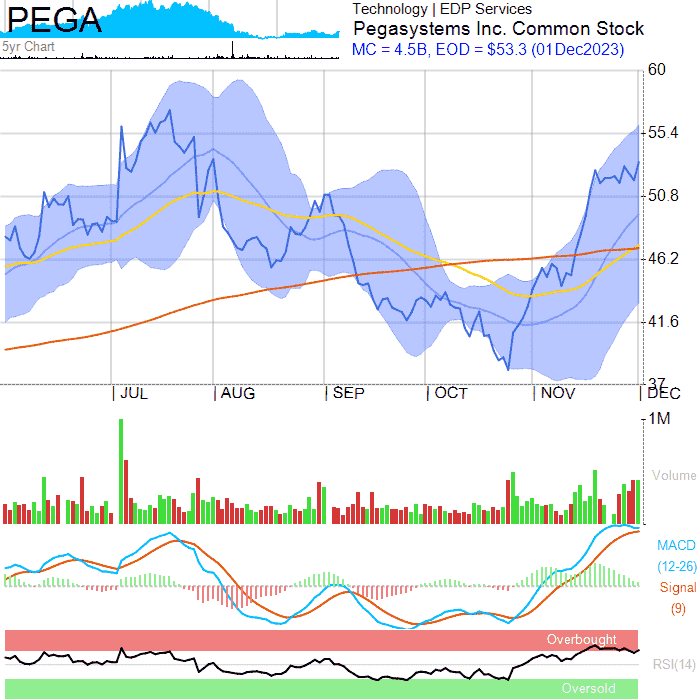 PEGA
5yr Chart
Technology | EDP Services
Pegasystems Inc. Common Stock
MC = 4.5B, EOD = $53.3 (01Dec2023)
60
55.4
50.8
46.2
41.6
37
JUL AUG SEP OCT NOV DEC
1M
Volume
MACD
(12-26)
Signal
(9)
Overbought
RSI(14)
Oversold